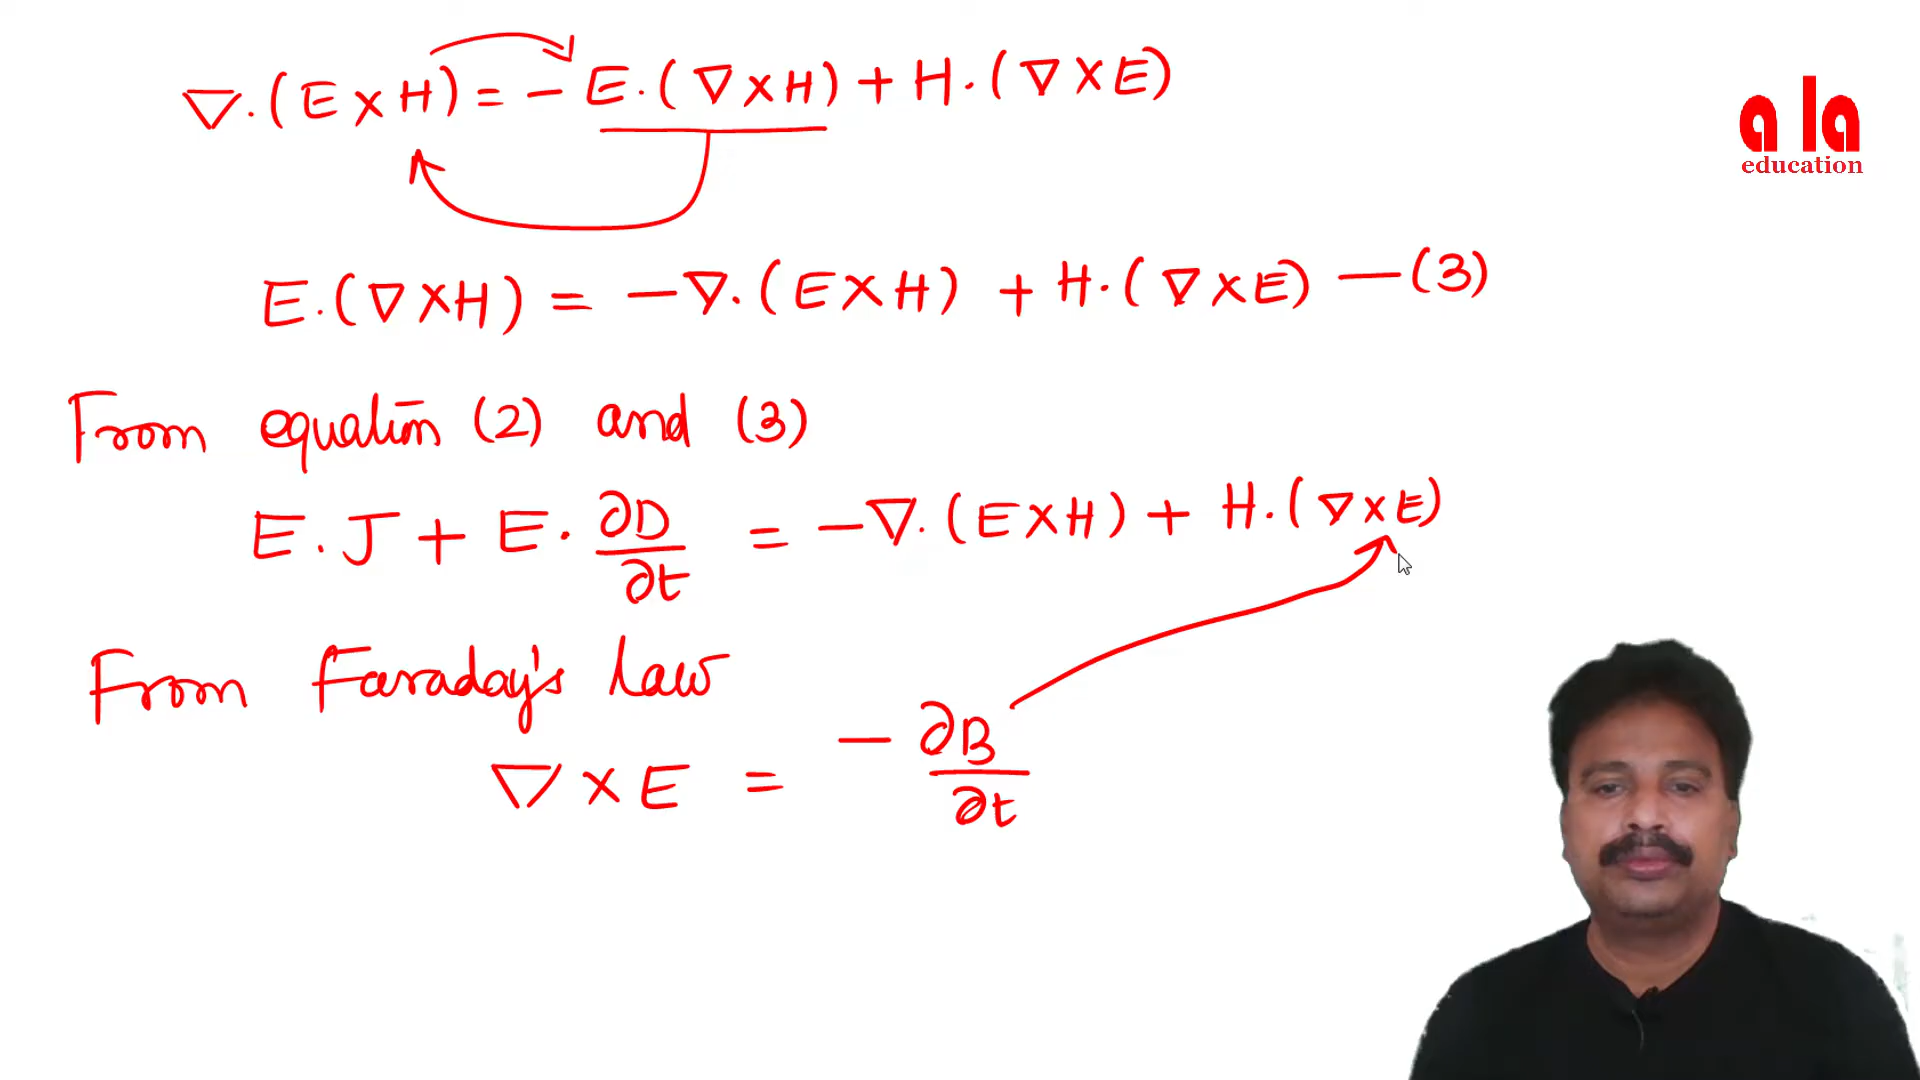 ∇.(E×H) = -E.(∇×H) + H.(∇×E)
a la
education
E.(∇×H) = -∇.(E×H) + H.(∇×E) —(3)
From equation (2) and (3)
E.J + E.∂D/∂t = -∇.(E×H) + H.(∇×E)
From Faraday's law
∇×E = -∂B/∂t